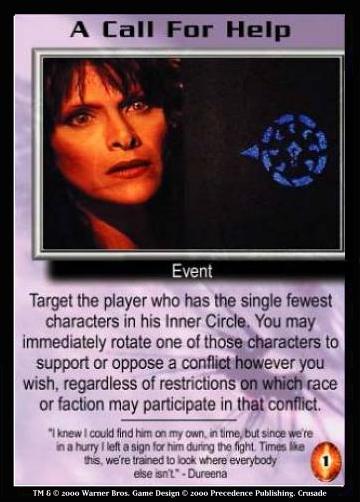 A Call For Help
Event
Target the player who has the single fewest
characters in his Inner Circle. You may
immediately rotate one of those characters to
support or oppose a conflict however you
wish, regardless of restrictions on which race
or faction may participate in that conflict.
"I knew I could find him on my own, in time, but since we're
in a hurry I left a sign for him during the fight. Times like
this, we're trained to look where everybody
else isn't." - Dureena
1
TM & © 2000 Warner Bros. Game Design © 2000 Precedence Publishing. Crusade